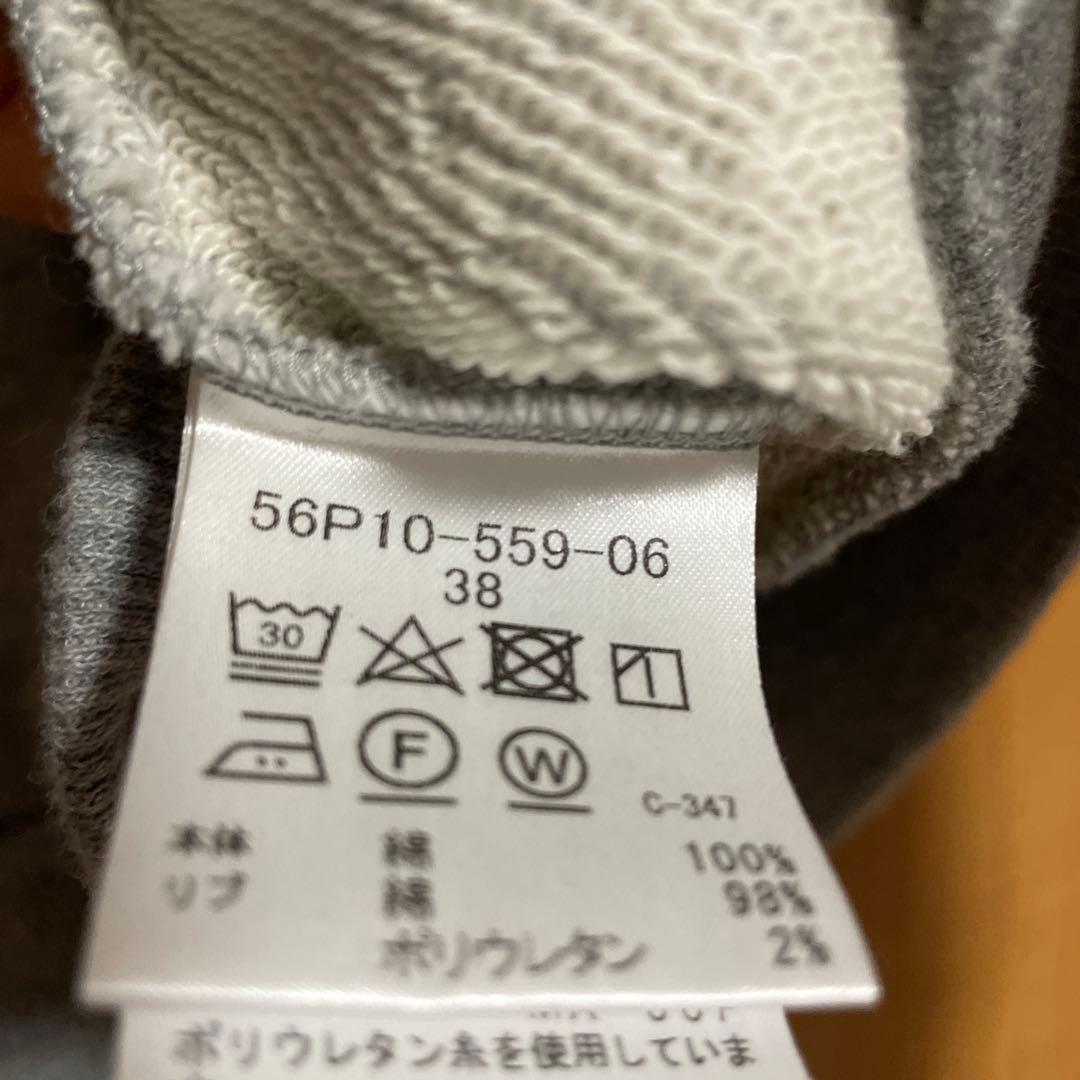 56P10-559-06
38
30
F W C-347
本体 綿 100%
リブ 綿 98%
ポリウレタン 2%
ポリウレタン糸を使用していま